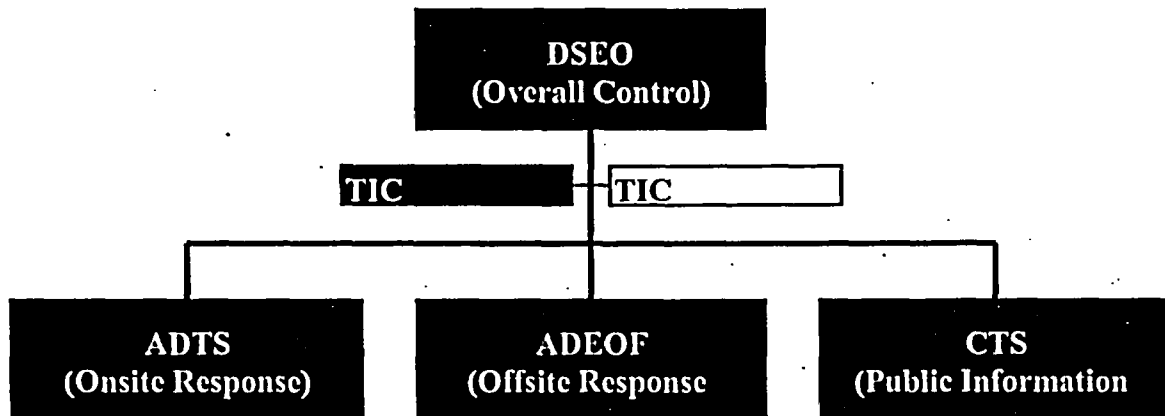 DSEO
(Overall Control)
TIC
TIC
ADTS
(Onsite Response)
ADEOF
(Offsite Response
CTS
(Public Information